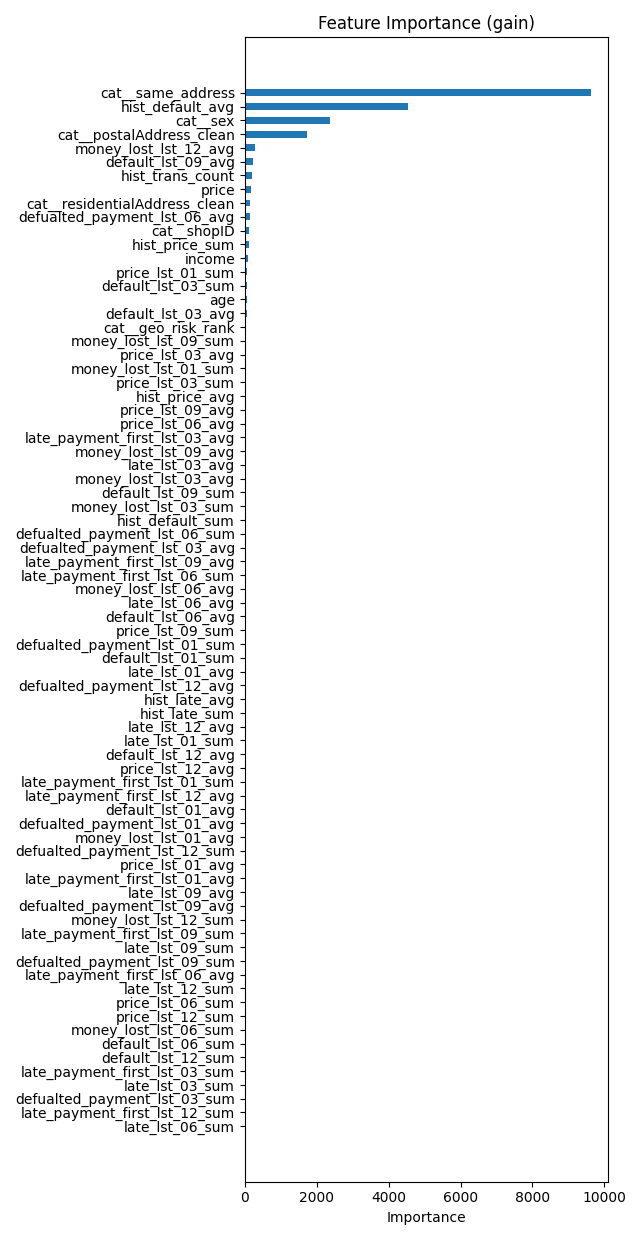 Feature Importance (gain)
cat__same_address
hist_default_avg
cat__sex
cat__postalAddress_clean
money_lost_lst_12_avg
default_lst_09_avg
hist_trans_count
price
cat__residentialAddress_clean
defualted_payment_lst_06_avg
cat__shopID
hist_price_sum
income
price_lst_01_sum
default_lst_03_sum
age
default_lst_03_avg
cat__geo_risk_rank
money_lost_lst_09_sum
price_lst_03_avg
money_lost_lst_01_sum
price_lst_03_sum
hist_price_avg
price_lst_09_avg
price_lst_06_avg
late_payment_first_lst_03_avg
money_lost_lst_09_avg
late_lst_03_avg
money_lost_lst_03_avg
default_lst_09_sum
money_lost_lst_03_sum
hist_default_sum
defualted_payment_lst_06_sum
defualted_payment_lst_03_avg
late_payment_first_lst_09_avg
late_payment_first_lst_06_sum
money_lost_lst_06_avg
late_lst_06_avg
default_lst_06_avg
price_lst_09_sum
defualted_payment_lst_01_sum
default_lst_01_sum
late_lst_01_avg
defualted_payment_lst_12_avg
hist_late_avg
hist_late_sum
late_lst_12_avg
late_lst_01_sum
default_lst_12_avg
price_lst_12_avg
late_payment_first_lst_01_sum
late_payment_first_lst_12_avg
default_lst_01_avg
defualted_payment_lst_01_avg
money_lost_lst_01_avg
defualted_payment_lst_12_sum
price_lst_01_avg
late_payment_first_lst_01_avg
late_lst_09_avg
defualted_payment_lst_09_avg
money_lost_lst_12_sum
late_payment_first_lst_09_sum
late_lst_09_sum
defualted_payment_lst_09_sum
late_payment_first_lst_06_avg
late_lst_12_sum
price_lst_06_sum
price_lst_12_sum
money_lost_lst_06_sum
default_lst_06_sum
default_lst_12_sum
late_payment_first_lst_03_sum
late_lst_03_sum
defualted_payment_lst_03_sum
late_payment_first_lst_12_sum
late_lst_06_sum
0 2000 4000 6000 8000 10000
Importance